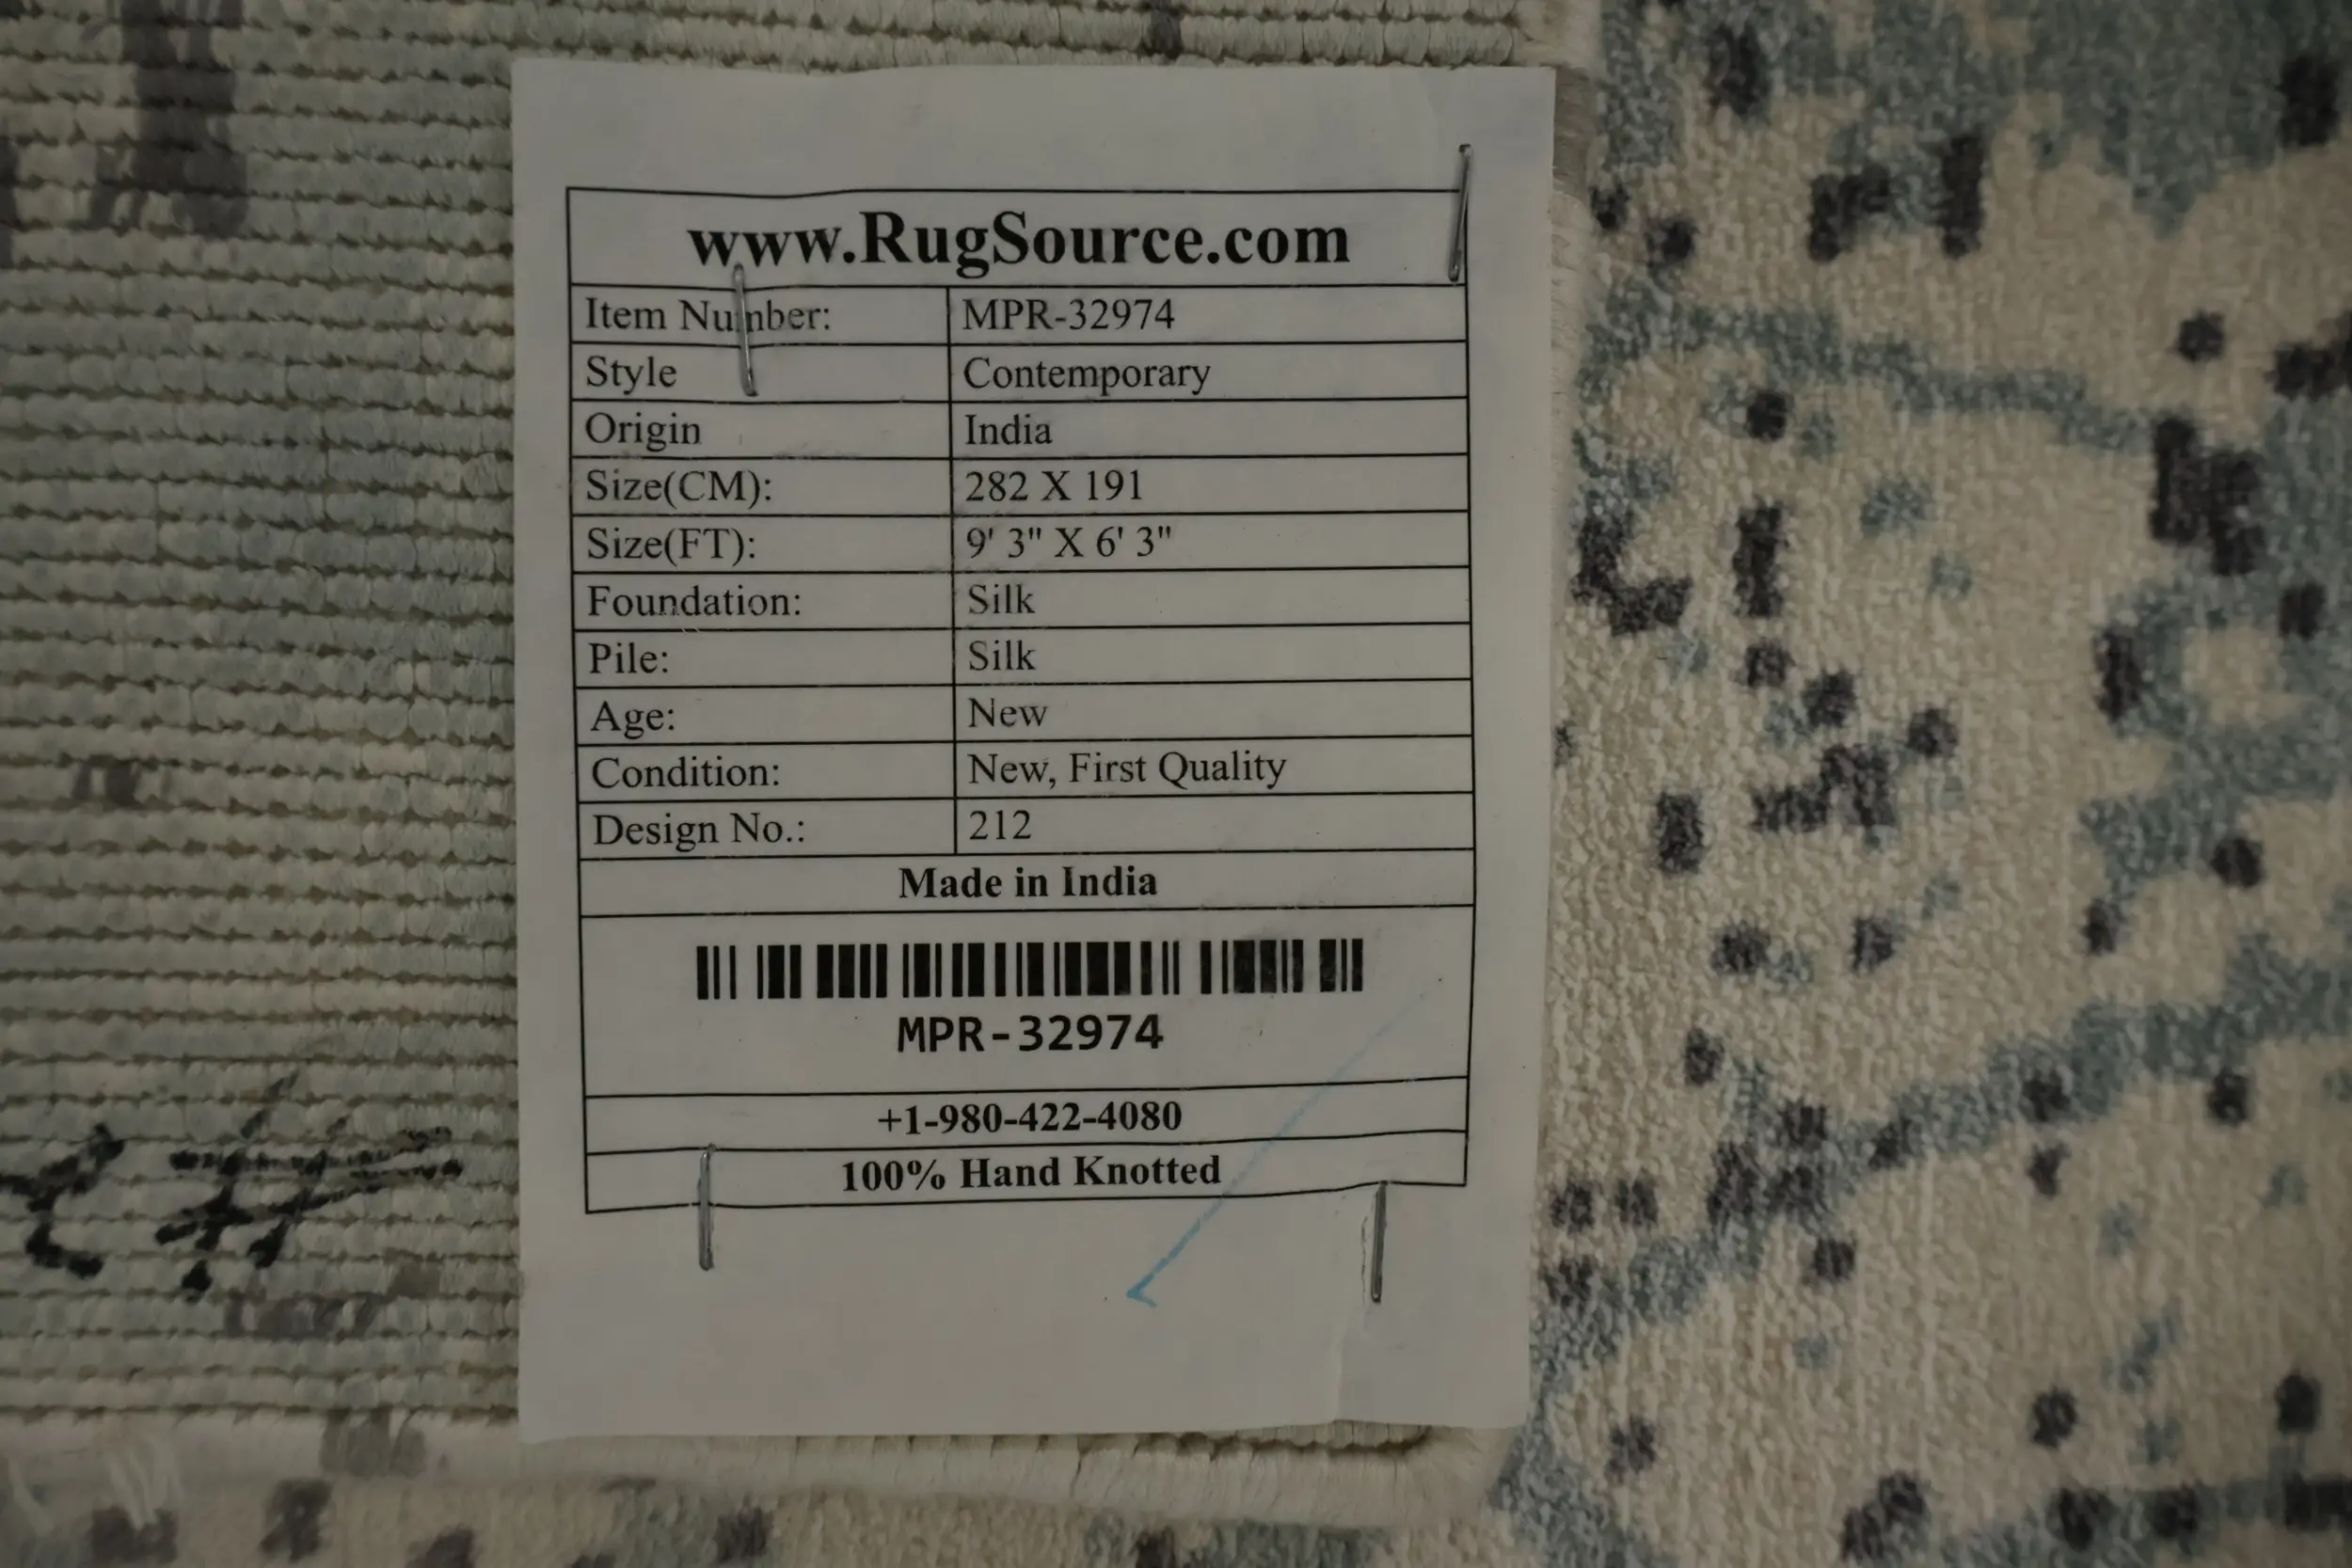 www.RugSource.com
Item Number: MPR-32974
Style Contemporary
Origin India
Size(CM): 282 X 191
Size(FT): 9' 3" X 6' 3"
Foundation: Silk
Pile: Silk
Age: New
Condition: New, First Quality
Design No.: 212
Made in India
MPR-32974
+1-980-422-4080
100% Hand Knotted